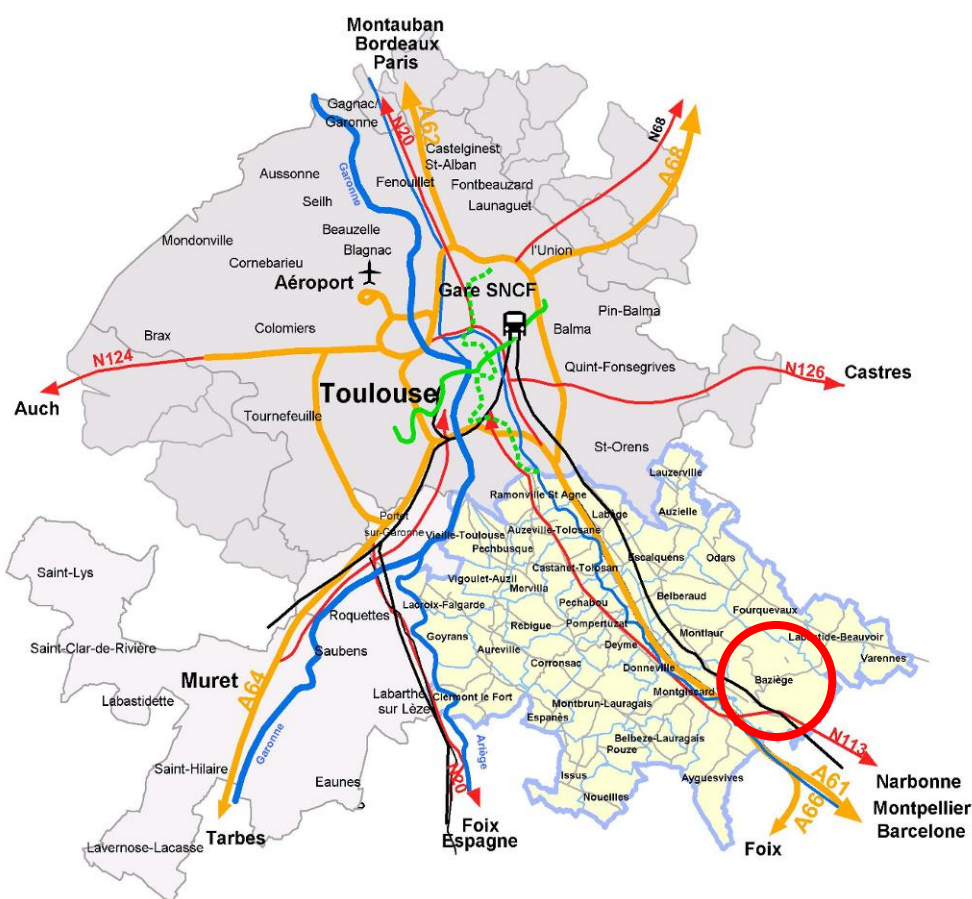 Montauban
Bordeaux
Paris
Gagnac/
Garonne
N20
A62
N68
A68
Castelginest
St-Alban
Garonne
Aussonne
Fenouillet
Fontbeauzard
Seilh
Launaguet
Beauzelle
Mondonville
Blagnac
l'Union
Cornebarieu
Aéroport
Gare SNCF
Pin-Balma
Brax
Colomiers
Balma
N124
Quint-Fonsegrives
N126
Castres
Auch
Toulouse
Tournefeuille
St-Orens
Lauzerville
Ramonville St Agne
Auzielle
Portet
sur-Garonne
Labège
Vieille-Toulouse
Auzeville-Tolosane
Pechbusque
Escalquens
Odars
Saint-Lys
Castanet-Tolosan
Vigoulet-Auzil
Mervilla
Belberaud
Lacroix-Falgarde
Pechabou
Fourquevaux
Roquettes
Rebigue
Pompertuzat
Goyrans
Montlaur
Labastide-Beauvoir
Saint-Clar-de-Rivière
Saubens
Aureville
Deyme
Varennes
Corronsac
Donneville
Muret
A64
Baziège
Labastidette
Labarthe
sur Lèze
Clermont le Fort
Montgiscard
Montbrun-Lauragais
Espanès
N113
Garonne
Ariège
Belbeze-Lauragais
Pouze
Saint-Hilaire
Eaunes
N20
Issus
Ayguesvives
A61
Narbonne
Noueilles
A66
Montpellier
Barcelone
Tarbes
Foix
Espagne
Foix
Lavernose-Lacasse